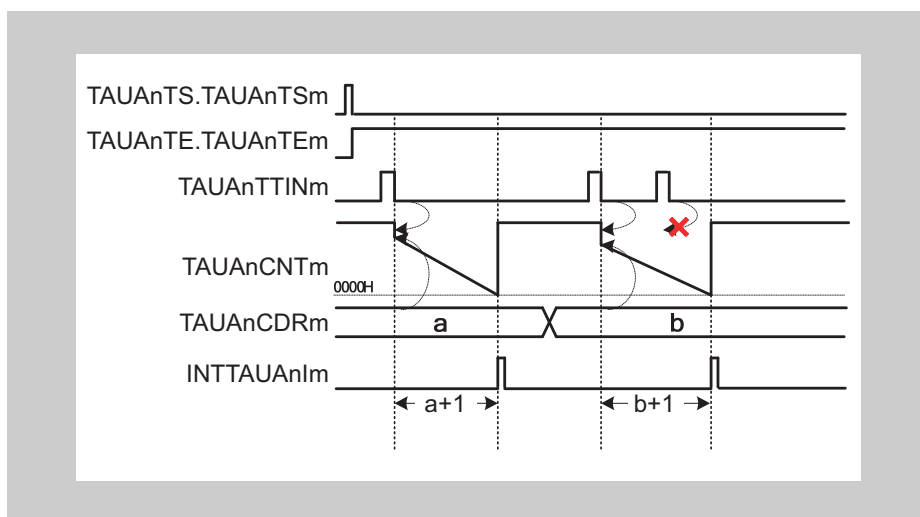 TAUAnTS.TAUAnTSm
TAUAnTE.TAUAnTEm
TAUAnTTINm
TAUAnCNTm
0000H
TAUAnCDRm
a
b
INTTAUAnIm
a+1
b+1